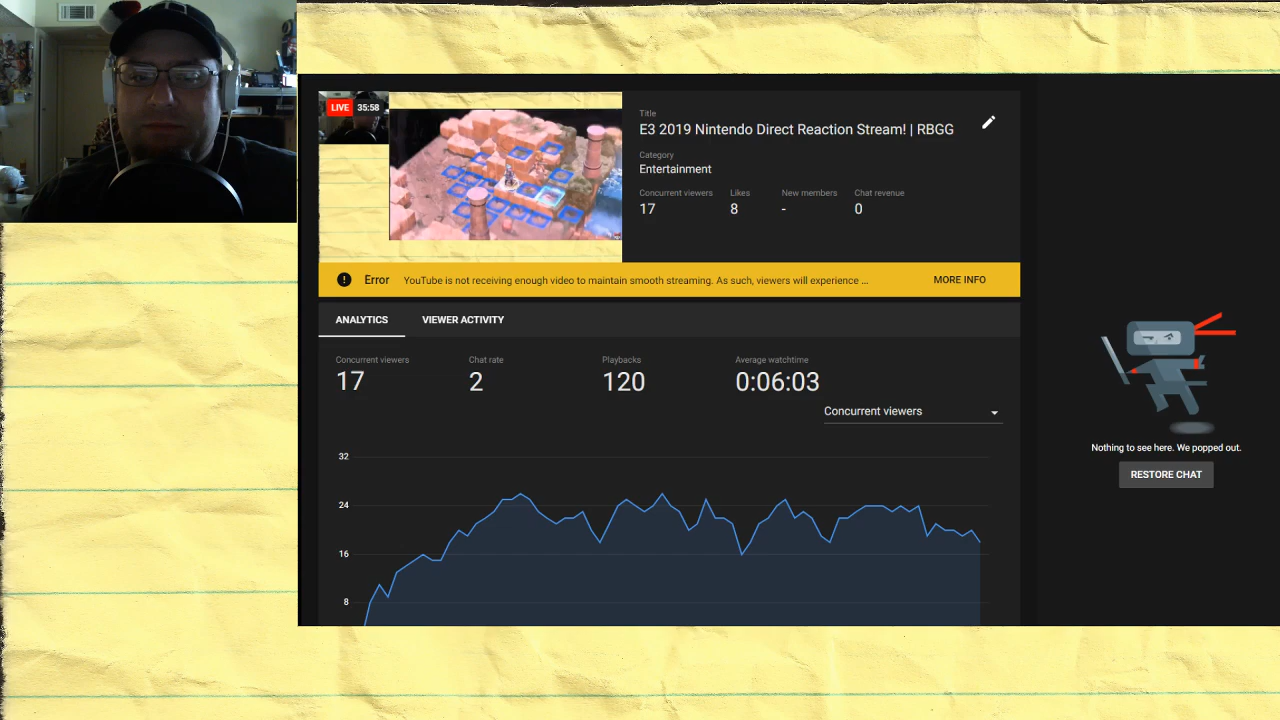 LIVE 35:58
Title
E3 2019 Nintendo Direct Reaction Stream! | RBGG
Category
Entertainment
Concurrent viewers Likes New members Chat revenue
17 8 - 0
Error YouTube is not receiving enough video to maintain smooth streaming. As such, viewers will experience ... MORE INFO
ANALYTICS VIEWER ACTIVITY
Concurrent viewers Chat rate Playbacks Average watchtime
17 2 120 0:06:03
Concurrent viewers
32
24
16
8
Nothing to see here. We popped out.
RESTORE CHAT